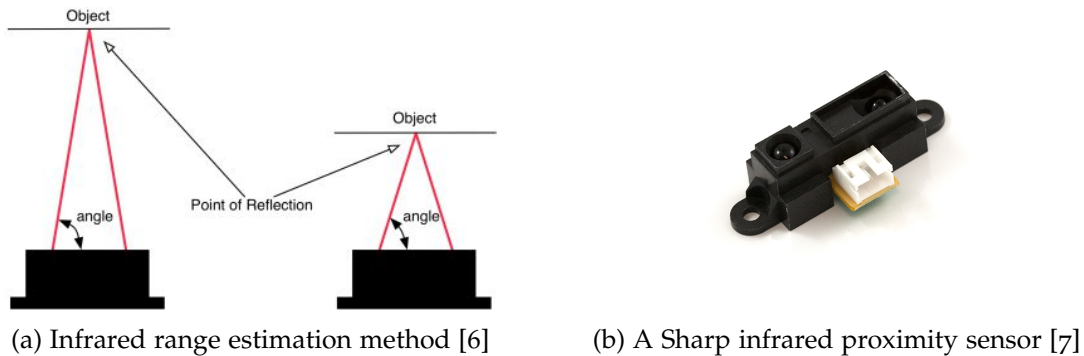 Object
Object
Point of Reflection
angle
angle
(a) Infrared range estimation method [6]
(b) A Sharp infrared proximity sensor [7]